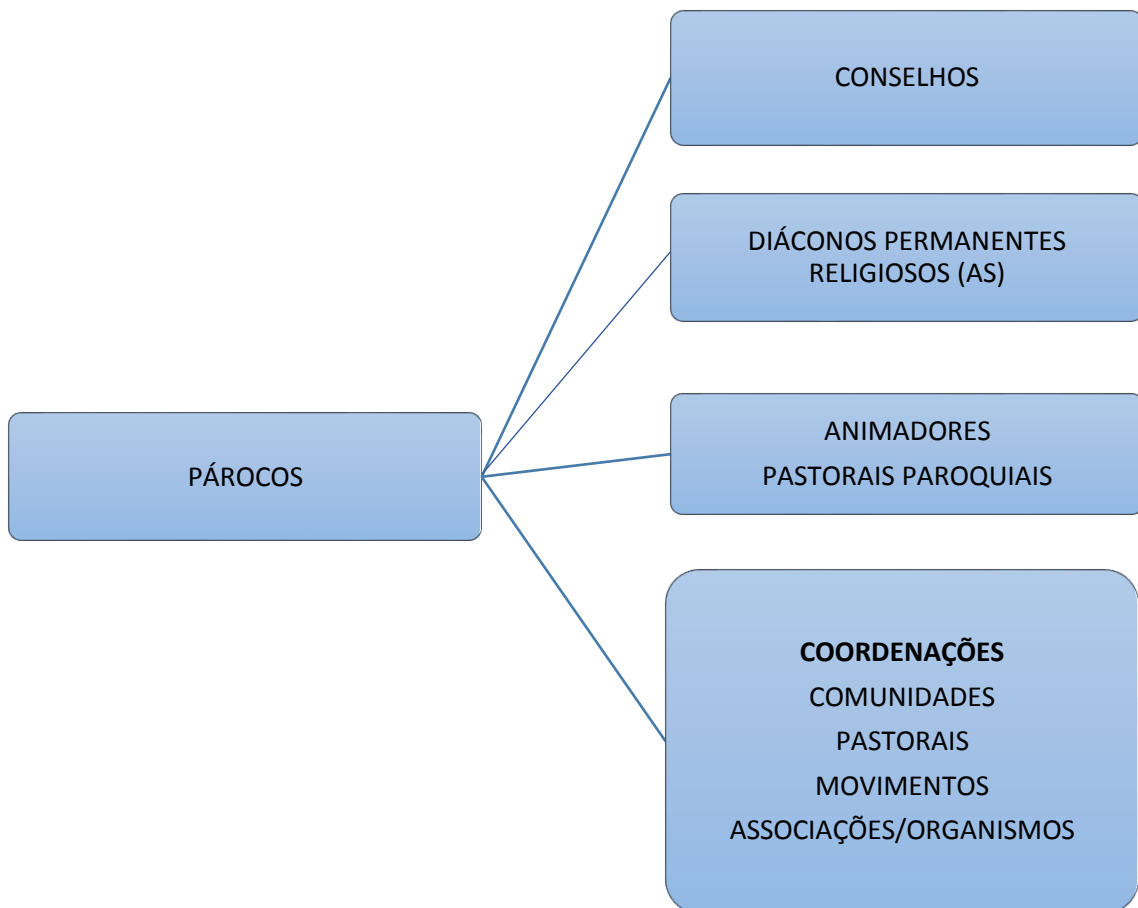 CONSELHOS
DIÁCONOS PERMANENTES
RELIGIOSOS (AS)
PÁROCOS
ANIMADORES
PASTORAIS PAROQUIAIS
COORDENAÇÕES
COMUNIDADES
PASTORAIS
MOVIMENTOS
ASSOCIAÇÕES/ORGANISMOS